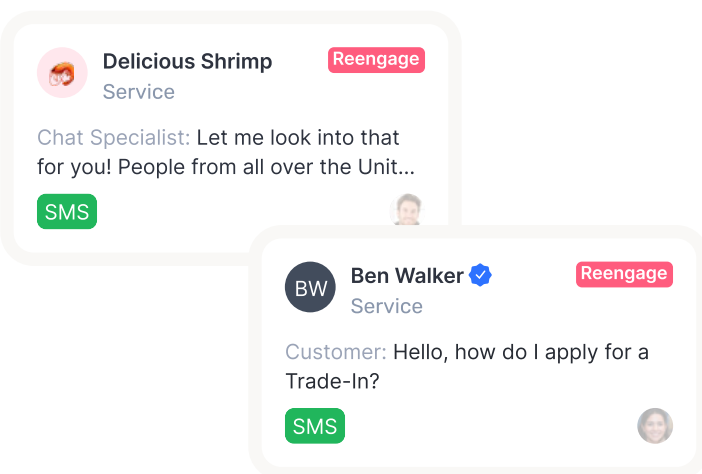 Delicious Shrimp
Reengage
Service
Chat Specialist: Let me look into that
for you! People from all over the Unit...
SMS
BW
Ben Walker
Reengage
Service
Customer: Hello, how do I apply for a
Trade-In?
SMS